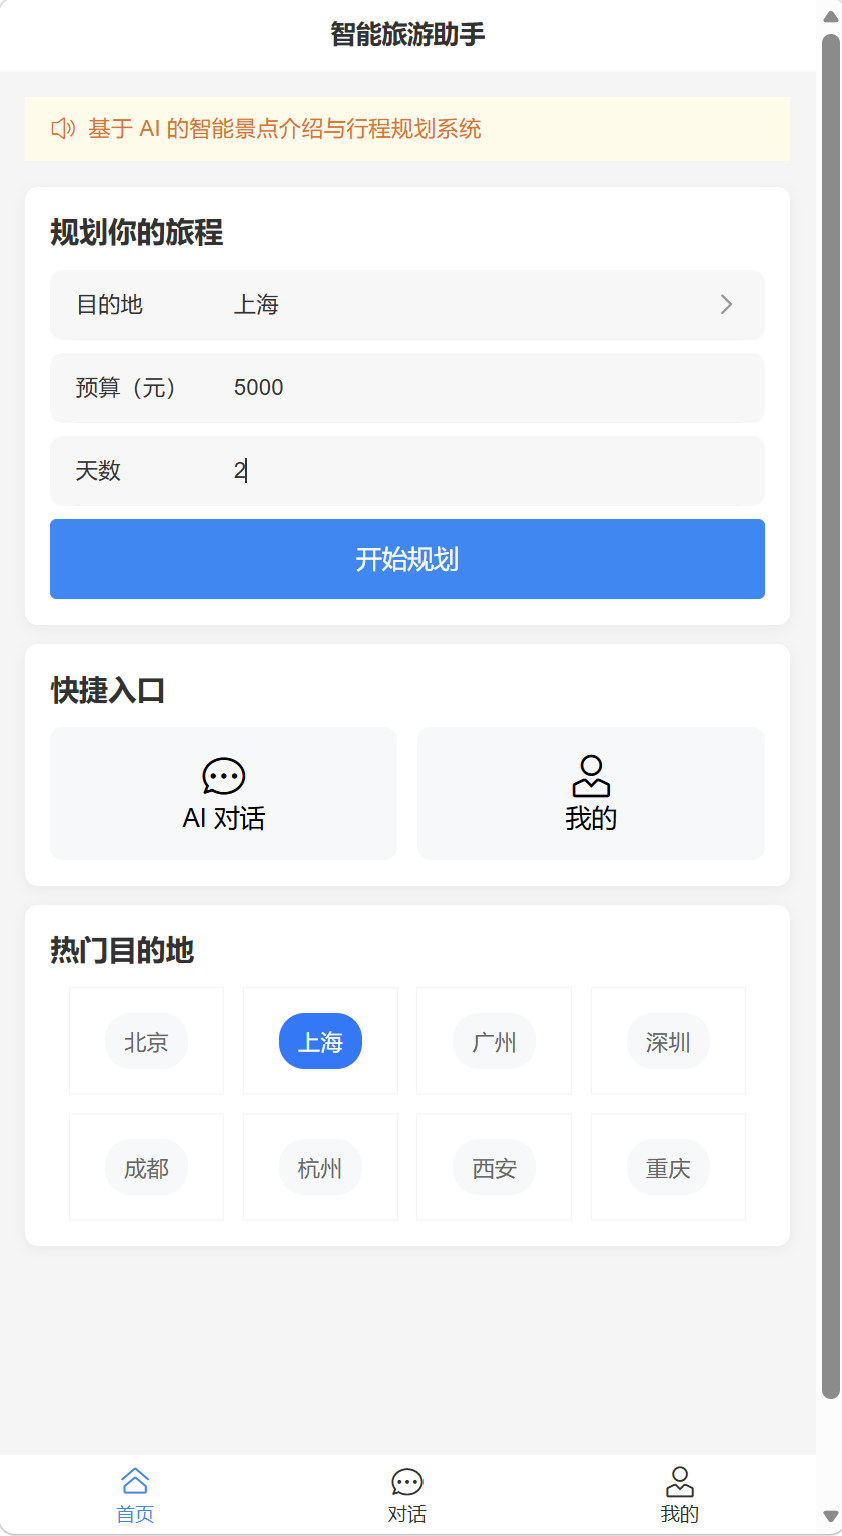 智能旅游助手
基于 AI 的智能景点介绍与行程规划系统
规划你的旅程
目的地 上海
预算（元） 5000
天数 2
开始规划
快捷入口
AI 对话 我的
热门目的地
北京 上海 广州 深圳
成都 杭州 西安 重庆
首页 对话 我的